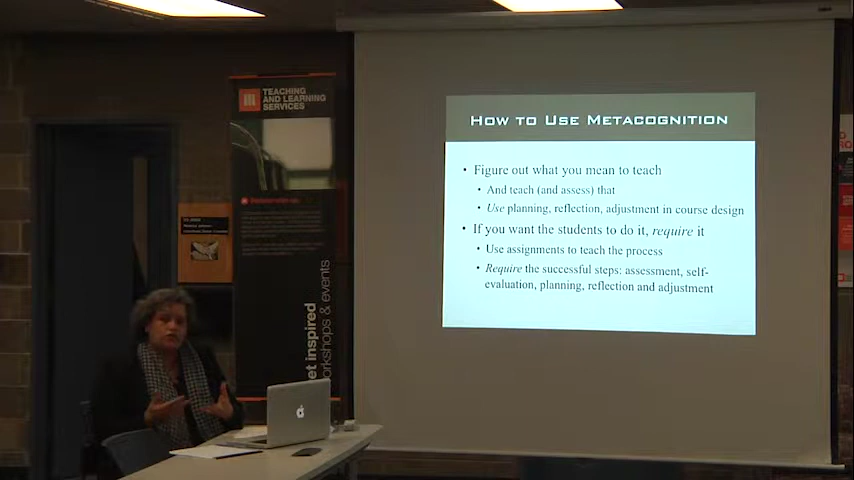 TEACHING
AND LEARNING
SERVICES
et inspired
orkshops & events
HOW TO USE METACOGNITION
• Figure out what you mean to teach
• And teach (and assess) that
• Use planning, reflection, adjustment in course design
• If you want the students to do it, require it
• Use assignments to teach the process
• Require the successful steps: assessment, self-
evaluation, planning, reflection and adjustment